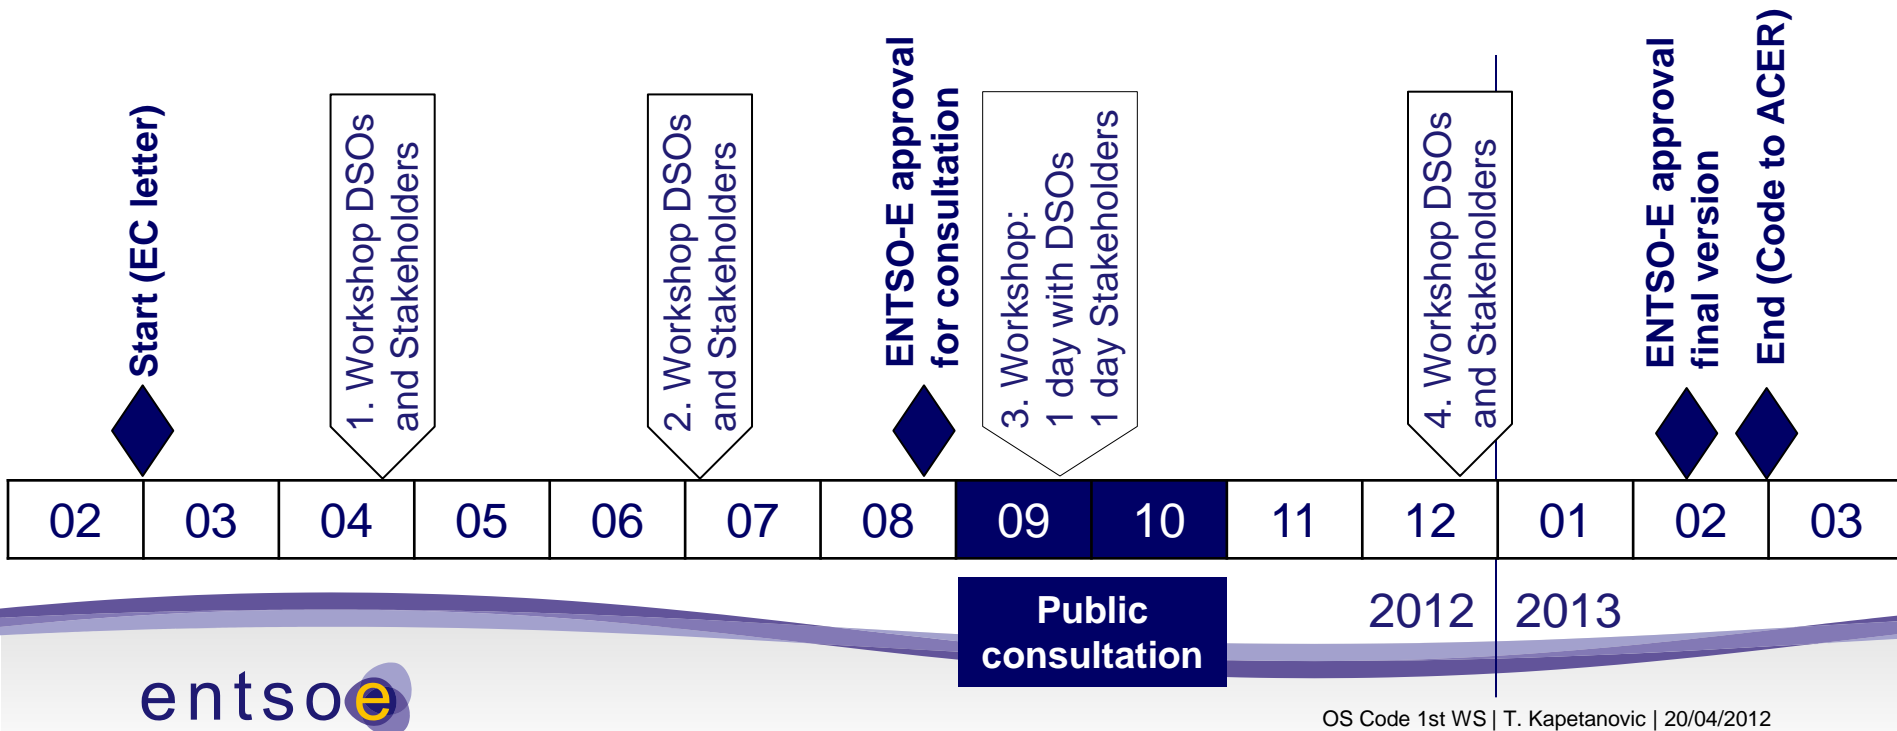 Start (EC letter)
1. Workshop DSOs
and Stakeholders
2. Workshop DSOs
and Stakeholders
ENTSO-E approval
for consultation
3. Workshop:
1 day with DSOs
1 day Stakeholders
4. Workshop DSOs
and Stakeholders
ENTSO-E approval
final version
End (Code to ACER)
02 03 04 05 06 07 08 09 10 11 12 01 02 03
Public
consultation
2012 2013
entsoe
OS Code 1st WS | T. Kapetanovic | 20/04/2012